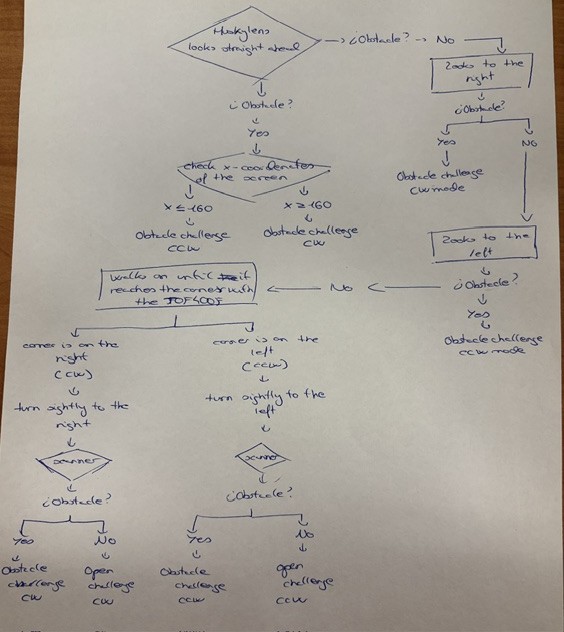 Huskylens
looks straight ahead
¿Obstacle?
No
Looks to the
right
¿Obstacle?
Yes
No
Obstacle challenge
CW mode
¿Obstacle?
Yes
check x-coordinates
of the screen
x ≤ 160
x ≥ 160
Obstacle challenge
CCW
Obstacle challenge
CW
Looks to the
left
¿Obstacle?
No
Yes
Obstacle challenge
CCW mode
walks on until it
reaches the corner with
the TOF400F
corner is on the
right
(CW)
corner is on the
left
(CCW)
turn sightly to the
right
turn sightly to the
left
scanner
scanner
¿Obstacle?
¿Obstacle?
Yes
No
Yes
No
Obstacle
challenge
CW
Open
challenge
CW
Obstacle
challenge
CCW
open
challenge
CCW